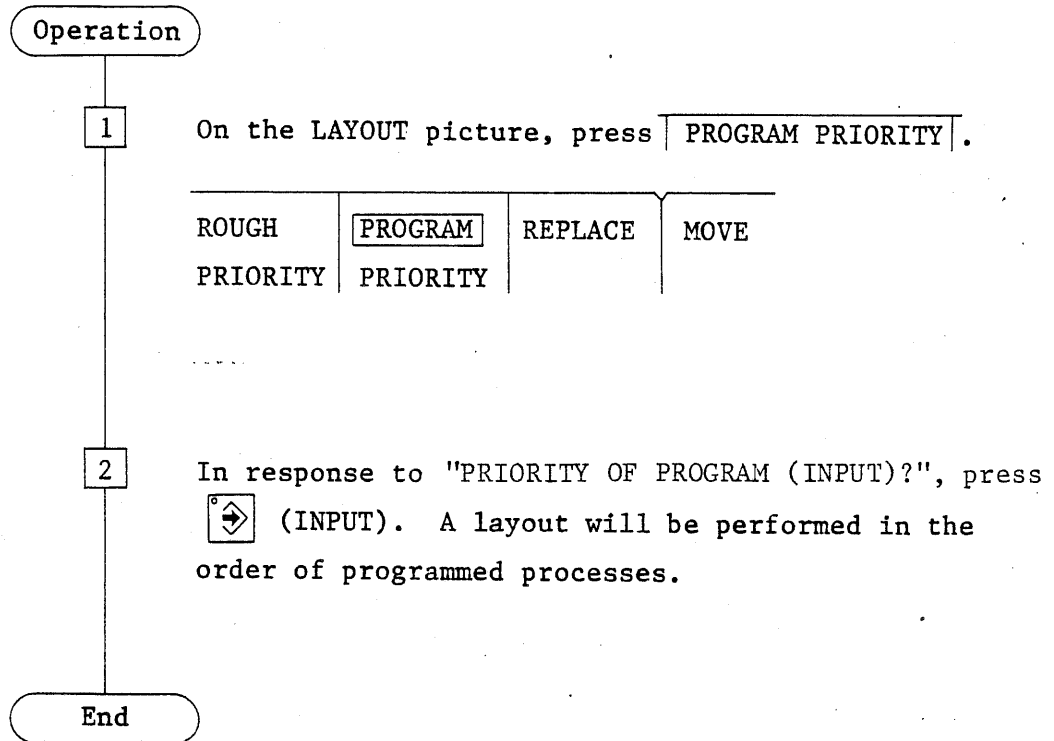 Operation
1
On the LAYOUT picture, press PROGRAM PRIORITY.
ROUGH PROGRAM REPLACE MOVE
PRIORITY PRIORITY
2
In response to "PRIORITY OF PROGRAM (INPUT)?", press
(INPUT). A layout will be performed in the
order of programmed processes.
End